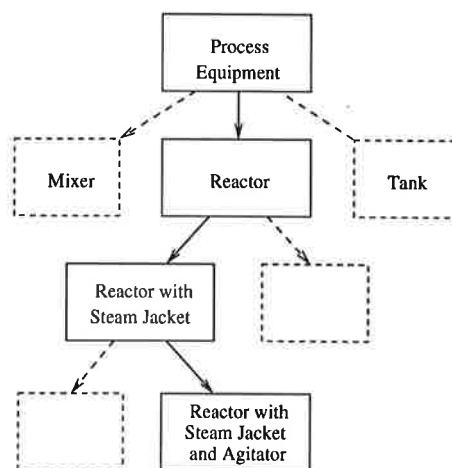 Process
Equipment
Mixer
Reactor
Tank
Reactor with
Steam Jacket
Reactor with
Steam Jacket
and Agitator